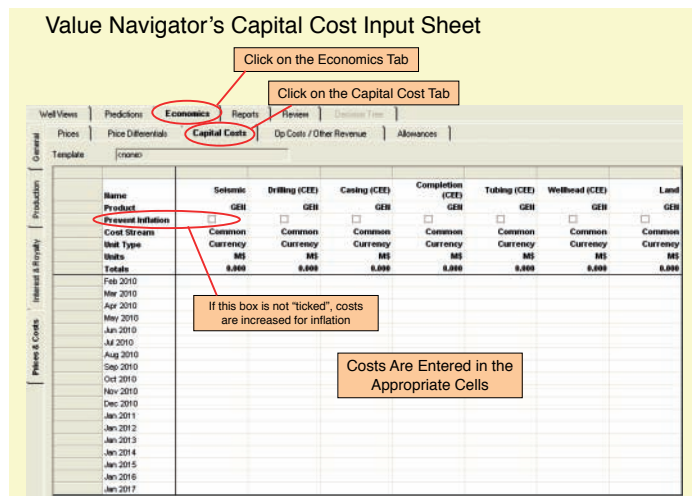 Value Navigator's Capital Cost Input Sheet
Click on the Economics Tab
Click on the Capital Cost Tab
Well Views Predictions Economics Reports Review Decision Tree
Prices Price Differentials Capital Costs Op Costs / Other Revenue Allowances
General
Production
Interest & Royalty
Prices & Costs
Template <none>
Name Seismic Drilling (CEE) Casing (CEE) Completion (CEE) Tubing (CEE) Wellhead (CEE) Land
Product GEN GEN GEN GEN GEN GEN GEN
Prevent Inflation
Cost Stream Common Common Common Common Common Common Common
Unit Type Currency Currency Currency Currency Currency Currency Currency
Units M$ M$ M$ M$ M$ M$ M$
Totals 0.000 0.000 0.000 0.000 0.000 0.000 0.000
Feb 2010
Mar 2010
Apr 2010
May 2010
Jun 2010
Jul 2010
Aug 2010
Sep 2010
Oct 2010
Nov 2010
Dec 2010
Jan 2011
Jan 2012
Jan 2013
Jan 2014
Jan 2015
Jan 2016
Jan 2017
If this box is not "ticked", costs
are increased for inflation
Costs Are Entered in the
Appropriate Cells